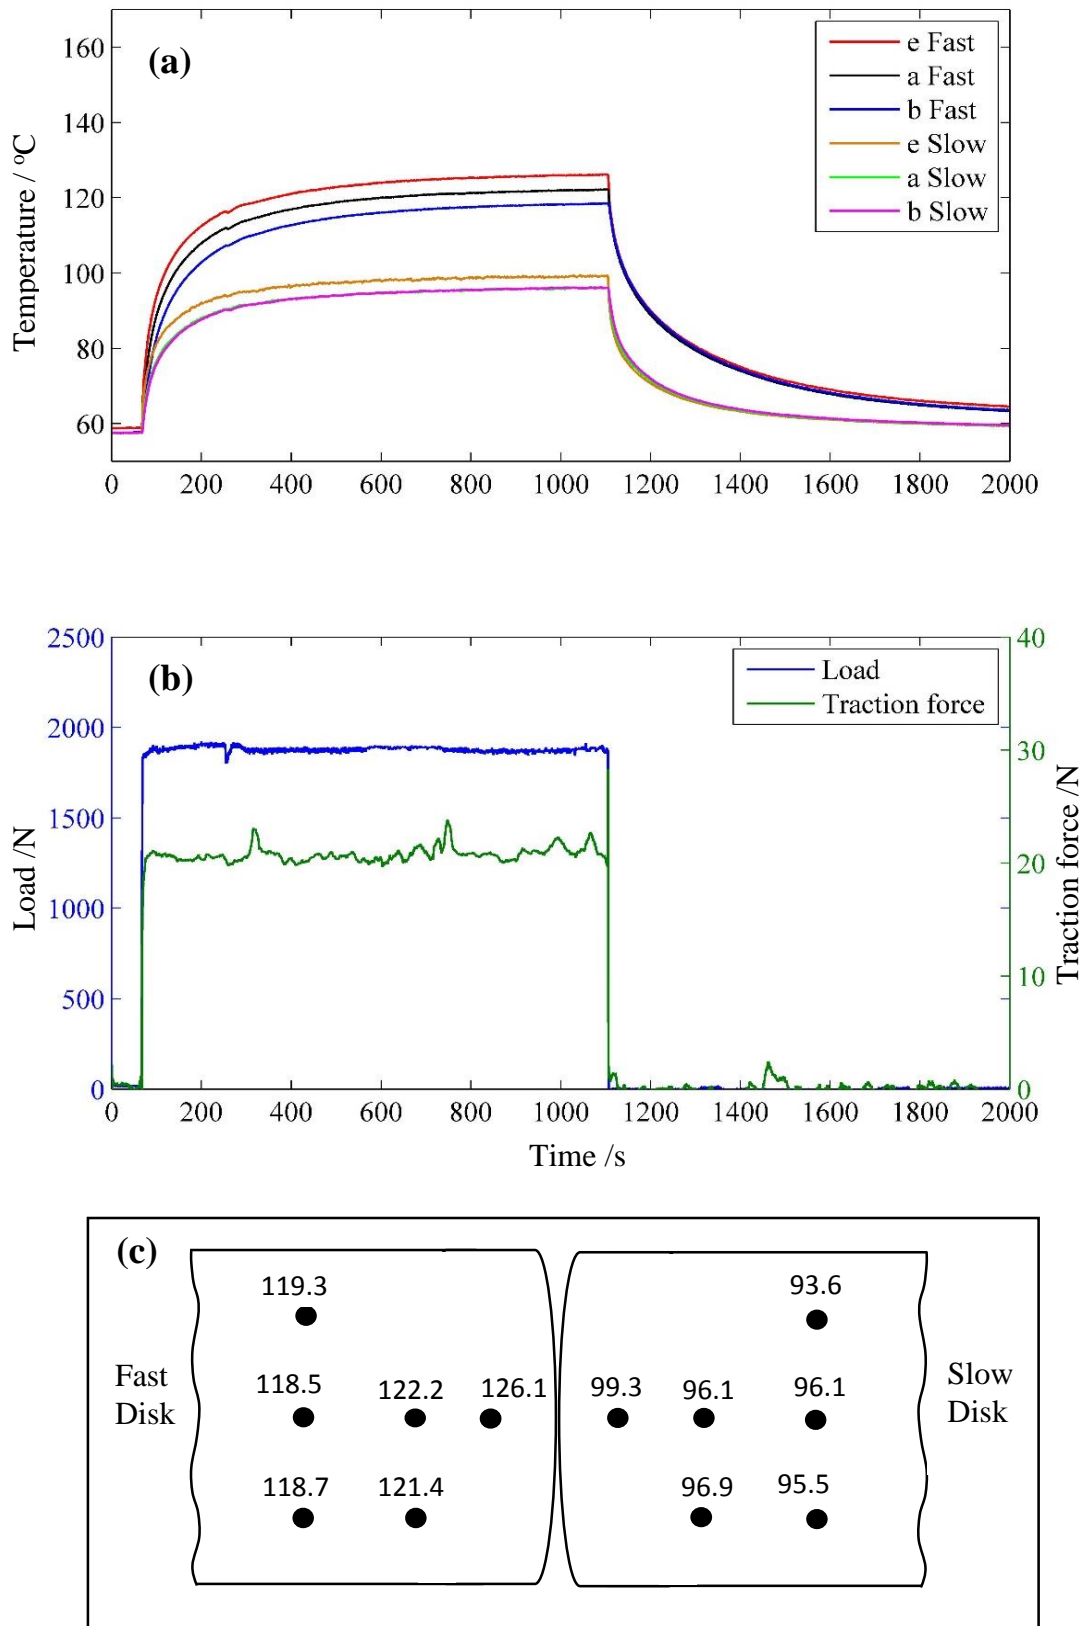 (a)
Temperature / ºC
160
140
120
100
80
60
0 200 400 600 800 1000 1200 1400 1600 1800 2000
e Fast
a Fast
b Fast
e Slow
a Slow
b Slow
(b)
Load /N
2500
2000
1500
1000
500
0
Load
Traction force
40
30
20
10
0
Traction force /N
0 200 400 600 800 1000 1200 1400 1600 1800 2000
Time /s
(c)
119.3 93.6
Fast
Disk
118.5 122.2 126.1 99.3 96.1 96.1
Slow
Disk
118.7 121.4 96.9 95.5